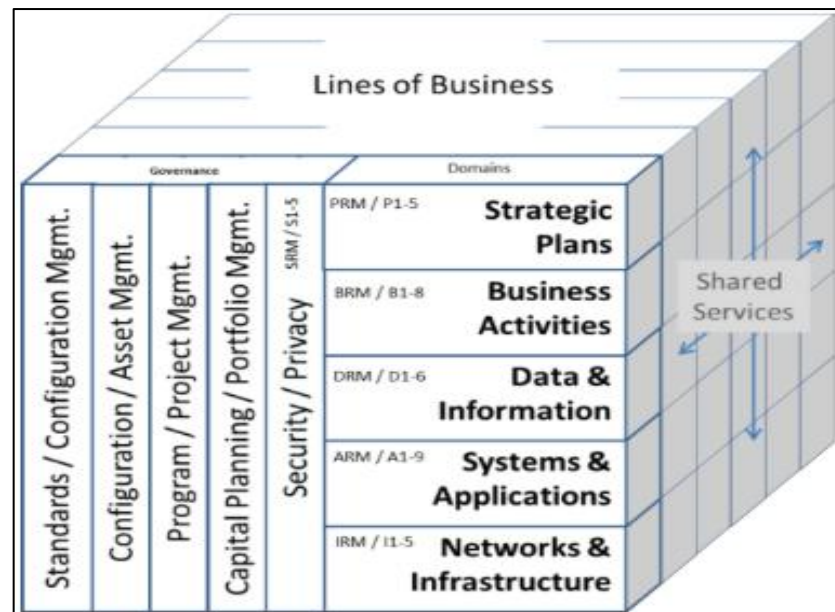 Lines of Business
Governance
Domains
Standards / Configuration Mgmt.
Configuration / Asset Mgmt.
Program / Project Mgmt.
Capital Planning / Portfolio Mgmt.
Security / Privacy
SRM / S1-5
PRM / P1-5
Strategic
Plans
BRM / B1-8
Business
Activities
DRM / D1-6
Data &
Information
ARM / A1-9
Systems &
Applications
IRM / I1-5
Networks &
Infrastructure
Shared
Services